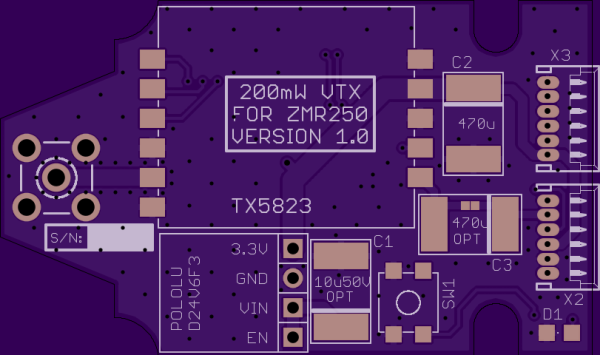 C2
X3
200mW VTX
FOR ZMR250
VERSION 1.0
470u
TX5823
470u
OPT
S/N:
C1
C3
POLOLU
D24V6F3
3.3V
GND
VIN
EN
10u50V
OPT
SW1
X2
D1